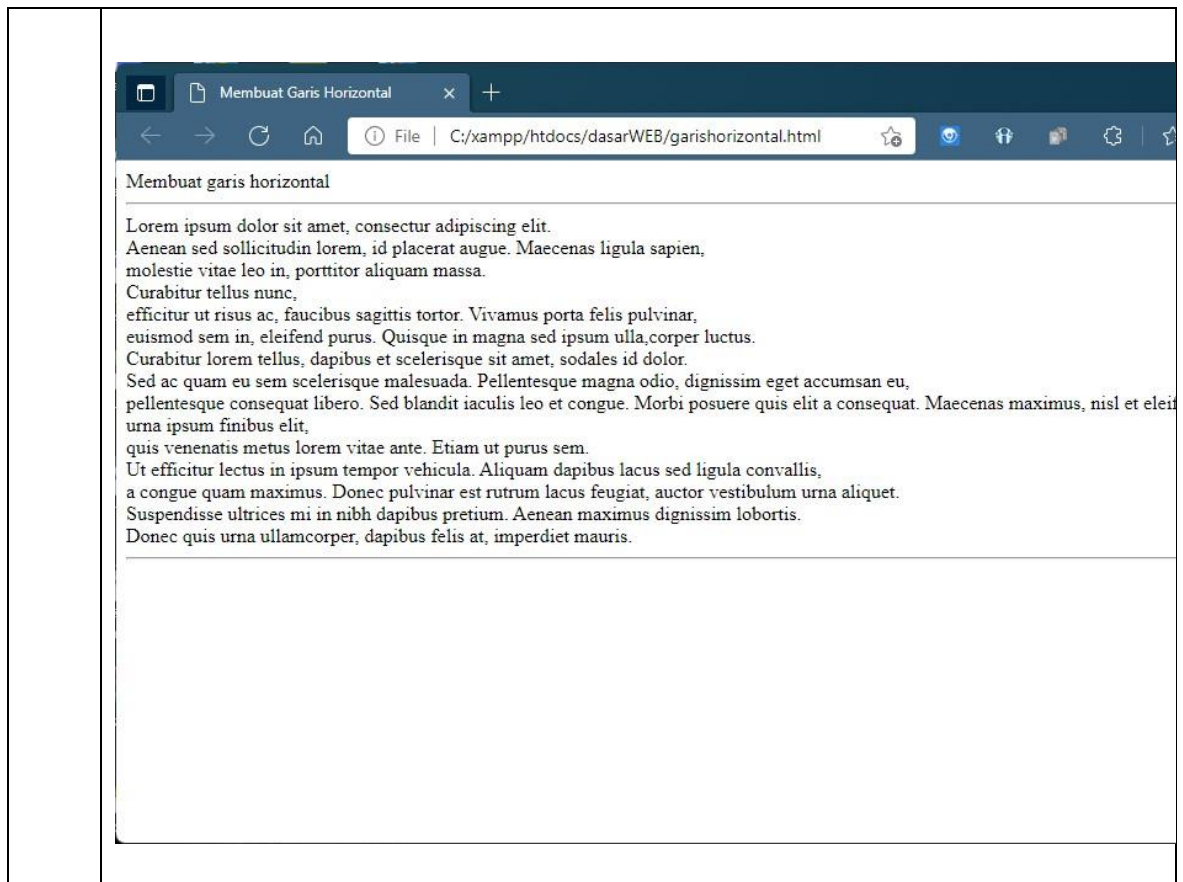 Membuat Garis Horizontal
File | C:/xampp/htdocs/dasarWEB/garishorizontal.html
Membuat garis horizontal
Lorem ipsum dolor sit amet, consectur adipiscing elit.
Aenean sed sollicitudin lorem, id placerat augue. Maecenas ligula sapien,
molestie vitae leo in, porttitor aliquam massa.
Curabitur tellus nunc,
efficitur ut risus ac, faucibus sagittis tortor. Vivamus porta felis pulvinar,
euismod sem in, eleifend purus. Quisque in magna sed ipsum ulla,corper luctus.
Curabitur lorem tellus, dapibus et scelerisque sit amet, sodales id dolor.
Sed ac quam eu sem scelerisque malesuada. Pellentesque magna odio, dignissim eget accumsan eu,
pellentesque consequat libero. Sed blandit iaculis leo et congue. Morbi posuere quis elit a consequat. Maecenas maximus, nisl et eleif
urna ipsum finibus elit,
quis venenatis metus lorem vitae ante. Etiam ut purus sem.
Ut efficitur lectus in ipsum tempor vehicula. Aliquam dapibus lacus sed ligula convallis,
a congue quam maximus. Donec pulvinar est rutrum lacus feugiat, auctor vestibulum urna aliquet.
Suspendisse ultrices mi in nibh dapibus pretium. Aenean maximus dignissim lobortis.
Donec quis urna ullamcorper, dapibus felis at, imperdiet mauris.